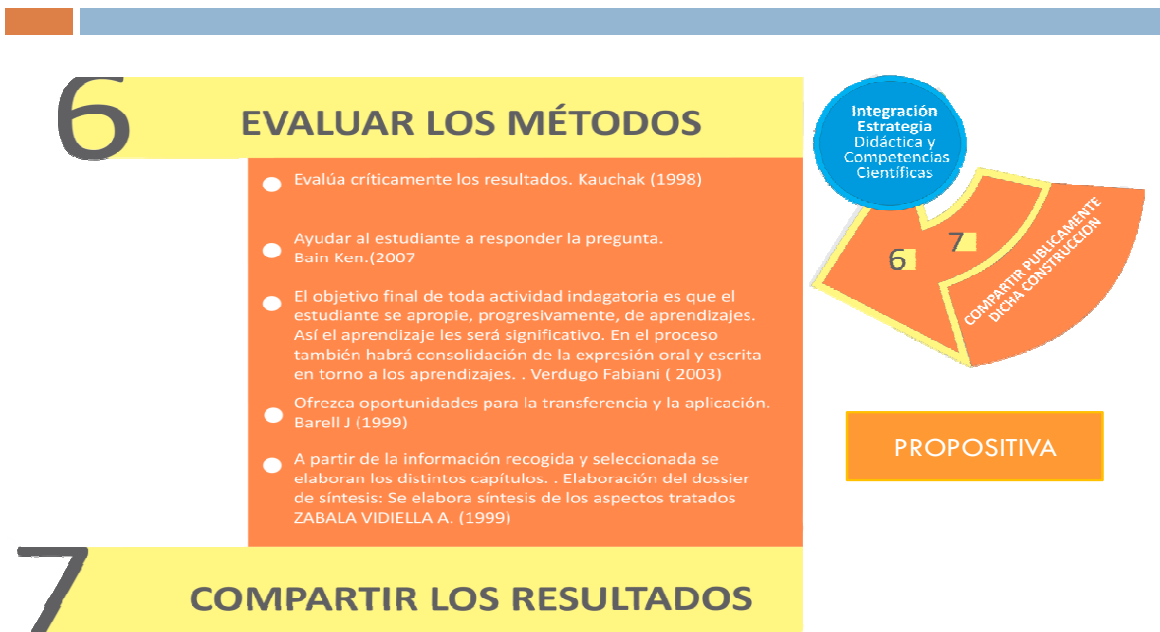 6
EVALUAR LOS MÉTODOS
Evalúa críticamente los resultados. Kauchak (1998)
Ayudar al estudiante a responder la pregunta.
Bain Ken.(2007
El objetivo final de toda actividad indagatoria es que el
estudiante se apropie, progresivamente, de aprendizajes.
Así el aprendizaje les será significativo. En el proceso
también habrá consolidación de la expresión oral y escrita
en torno a los aprendizajes. . Verdugo Fabiani ( 2003)
Ofrezca oportunidades para la transferencia y la aplicación.
Barell J (1999)
A partir de la información recogida y seleccionada se
elaboran los distintos capítulos. . Elaboración del dossier
de síntesis: Se elabora síntesis de los aspectos tratados
ZABALA VIDIELLA A. (1999)
7
COMPARTIR LOS RESULTADOS
Integración
Estrategia
Didáctica y
Competencias
Científicas
6
7
COMPARTIR PUBLICAMENTE
DICHA CONSTRUCCIÓN
PROPOSITIVA